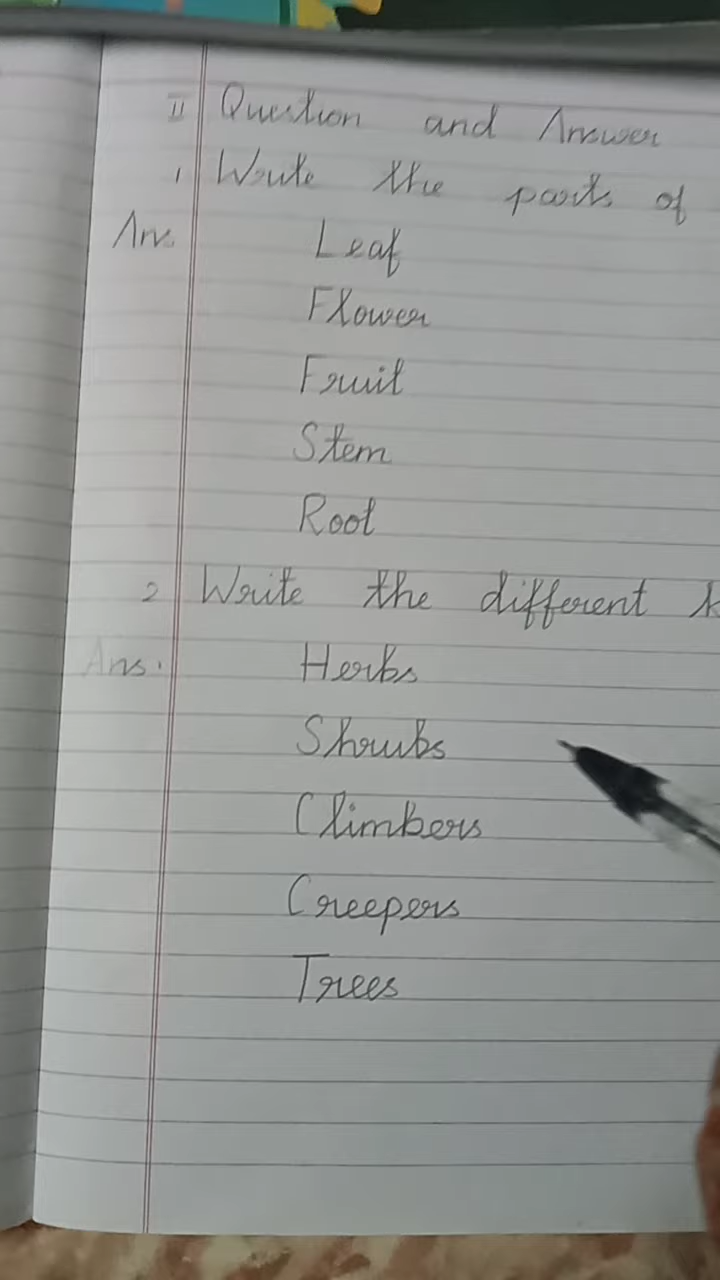 II Question and Answer
1 Write the parts of
Ans. Leaf
Flower
Fruit
Stem
Root
2 Write the different
Ans. Herbs
Shrubs
Climbers
Creepers
Trees